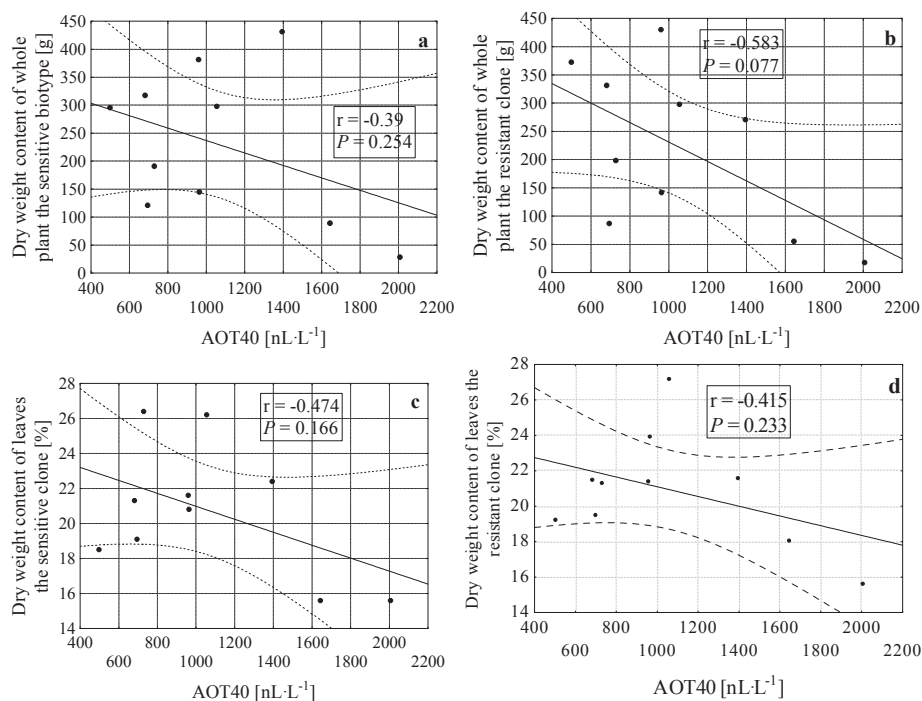 Dry weight content of whole
plant the sensitive biotype [g]
450
400
350
300
250
200
150
100
50
0
a
r = -0.39
P = 0.254
400 800 1000 1400 2000
600 1200 1600 1800 2200
AOT40 [nL·L-1]
Dry weight content of whole
plant the resistant clone [g]
450
400
350
300
250
200
150
100
50
0
b
r = -0.583
P = 0.077
400 800 1000 1400 1600 2000
600 1200 1800 2200
AOT40 [nL·L-1]
Dry weight content of leaves
the sensitive clone [%]
28
26
24
22
20
18
16
14
c
r = -0.474
P = 0.166
400 800 1200 1600 2000
600 1000 1400 1800 2200
AOT40 [nL·L-1]
Dry weight content of leaves the
resistant clone [%]
28
26
24
22
20
18
16
14
d
r = -0.415
P = 0.233
400 800 1200 1600 2000
600 1000 1400 1800 2200
AOT40 [nL·L-1]